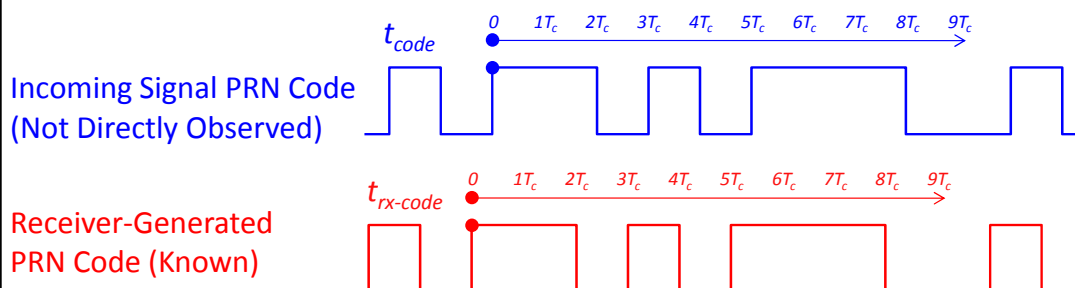 t_code 0 1T_c 2T_c 3T_c 4T_c 5T_c 6T_c 7T_c 8T_c 9T_c
Incoming Signal PRN Code
(Not Directly Observed)
t_rx-code 0 1T_c 2T_c 3T_c 4T_c 5T_c 6T_c 7T_c 8T_c 9T_c
Receiver-Generated
PRN Code (Known)